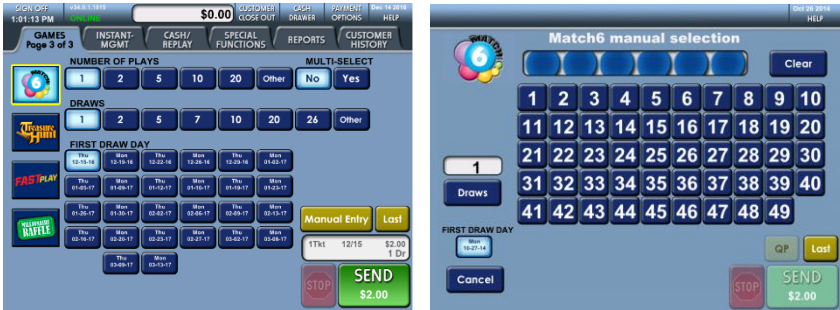 SIGN OFF v34.0.1.1015 $0.00 CUSTOMER CLOSE OUT CASH DRAWER PAYMENT OPTIONS Dec 14 2016 HELP
1:01:13 PM ONLINE
GAMES Page 3 of 3 INSTANT-MGMT CASH/REPLAY SPECIAL FUNCTIONS REPORTS CUSTOMER HISTORY
NUMBER OF PLAYS MULTI-SELECT
MATCH 6
1 2 5 10 20 Other No Yes
DRAWS
Treasure Hunt
1 2 5 7 10 20 26 Other
FIRST DRAW DAY
Thu 12-15-16 Mon 12-19-16 Thu 12-22-16 Mon 12-26-16 Thu 12-29-16 Mon 01-02-17
FAST PLAY
Thu 01-05-17 Mon 01-09-17 Thu 01-12-17 Mon 01-16-17 Thu 01-19-17 Mon 01-23-17
Thu 01-26-17 Mon 01-30-17 Thu 02-02-17 Mon 02-06-17 Thu 02-09-17 Mon 02-13-17
MILLIONAIRE RAFFLE
Manual Entry Last
Thu 02-16-17 Mon 02-20-17 Thu 02-23-17 Mon 02-27-17 Thu 03-02-17 Mon 03-06-17
1Tkt 12/15 $2.00
1 Dr
Thu 03-09-17 Mon 03-13-17
STOP SEND
$2.00
Oct 26 2014
HELP
Match6 manual selection
MATCH 6
Clear
1 2 3 4 5 6 7 8 9 10
11 12 13 14 15 16 17 18 19 20
21 22 23 24 25 26 27 28 29 30
1
31 32 33 34 35 36 37 38 39 40
Draws
41 42 43 44 45 46 47 48 49
FIRST DRAW DAY
Mon
10-27-14
QP Last
Cancel
STOP SEND
$2.00